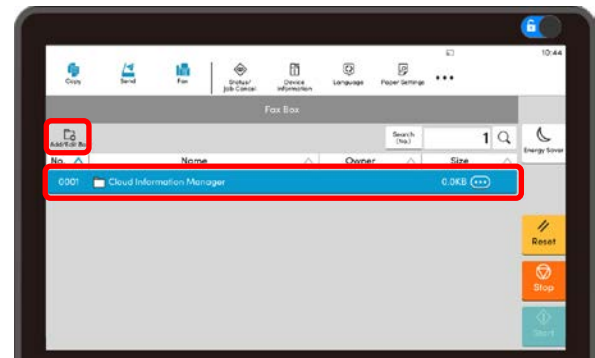 10:44
Copy
Send
Fax
Status/
Job Cancel
Device
Information
Language
Paper Settings
Fax Box
Add/Edit Bo
Search
(No.)
1
Energy Saver
No.
Name
Owner
Size
0001
Cloud Information Manager
0.0KB
Reset
Stop
Start